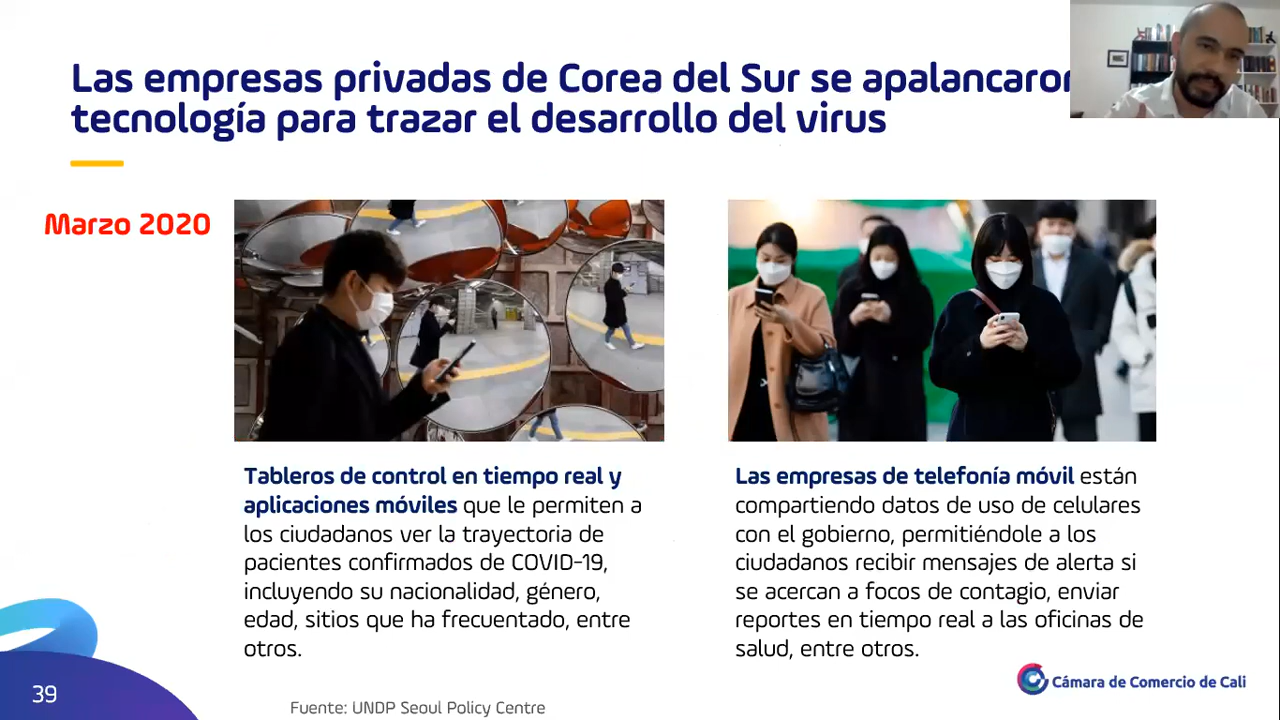 Las empresas privadas de Corea del Sur se apalancaron
tecnología para trazar el desarrollo del virus
Marzo 2020
Tableros de control en tiempo real y
aplicaciones móviles que le permiten a
los ciudadanos ver la trayectoria de
pacientes confirmados de COVID-19,
incluyendo su nacionalidad, género,
edad, sitios que ha frecuentado, entre
otros.
Las empresas de telefonía móvil están
compartiendo datos de uso de celulares
con el gobierno, permitiéndole a los
ciudadanos recibir mensajes de alerta si
se acercan a focos de contagio, enviar
reportes en tiempo real a las oficinas de
salud, entre otros.
Cámara de Comercio de Cali
39
Fuente: UNDP Seoul Policy Centre